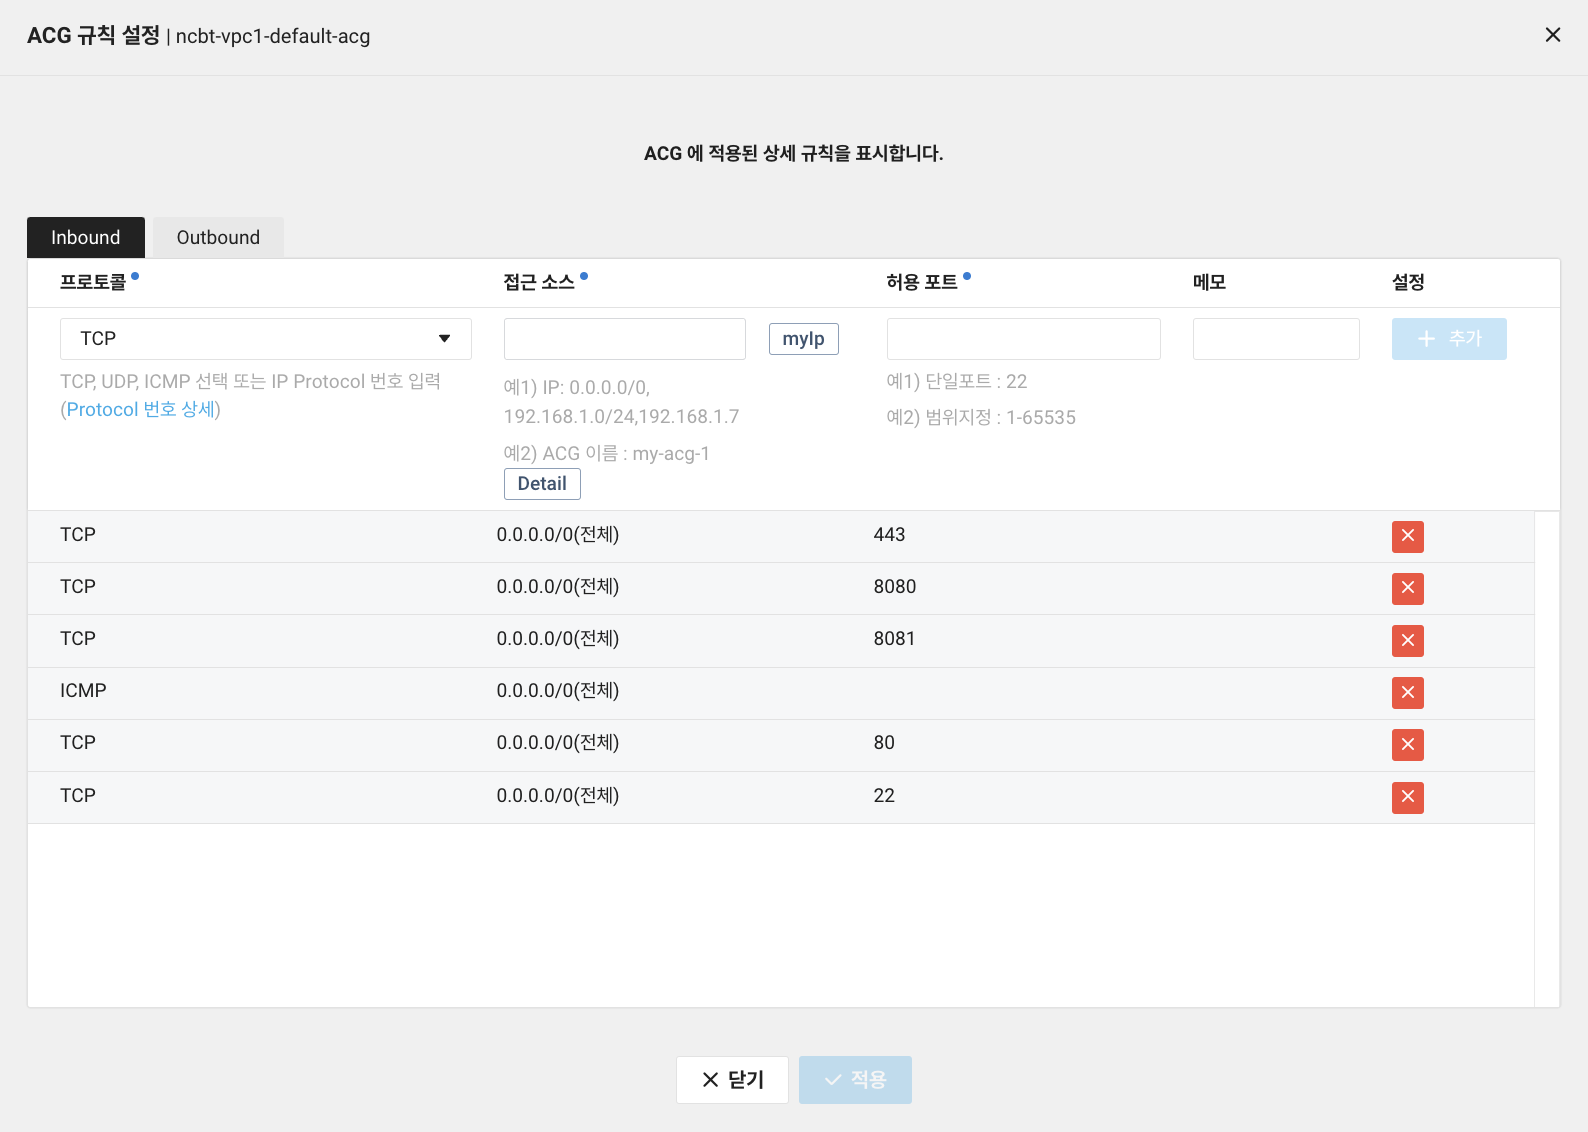 ACG 규칙 설정 | ncbt-vpc1-default-acg
ACG 에 적용된 상세 규칙을 표시합니다.
Inbound
Outbound
프로토콜
접근 소스
허용 포트
메모
설정
TCP
myIp
추가
TCP, UDP, ICMP 선택 또는 IP Protocol 번호 입력
(Protocol 번호 상세)
예1) IP: 0.0.0.0/0,
192.168.1.0/24,192.168.1.7
예2) ACG 이름 : my-acg-1
Detail
예1) 단일포트 : 22
예2) 범위지정 : 1-65535
TCP 0.0.0.0/0(전체) 443
TCP 0.0.0.0/0(전체) 8080
TCP 0.0.0.0/0(전체) 8081
ICMP 0.0.0.0/0(전체)
TCP 0.0.0.0/0(전체) 80
TCP 0.0.0.0/0(전체) 22
닫기
적용